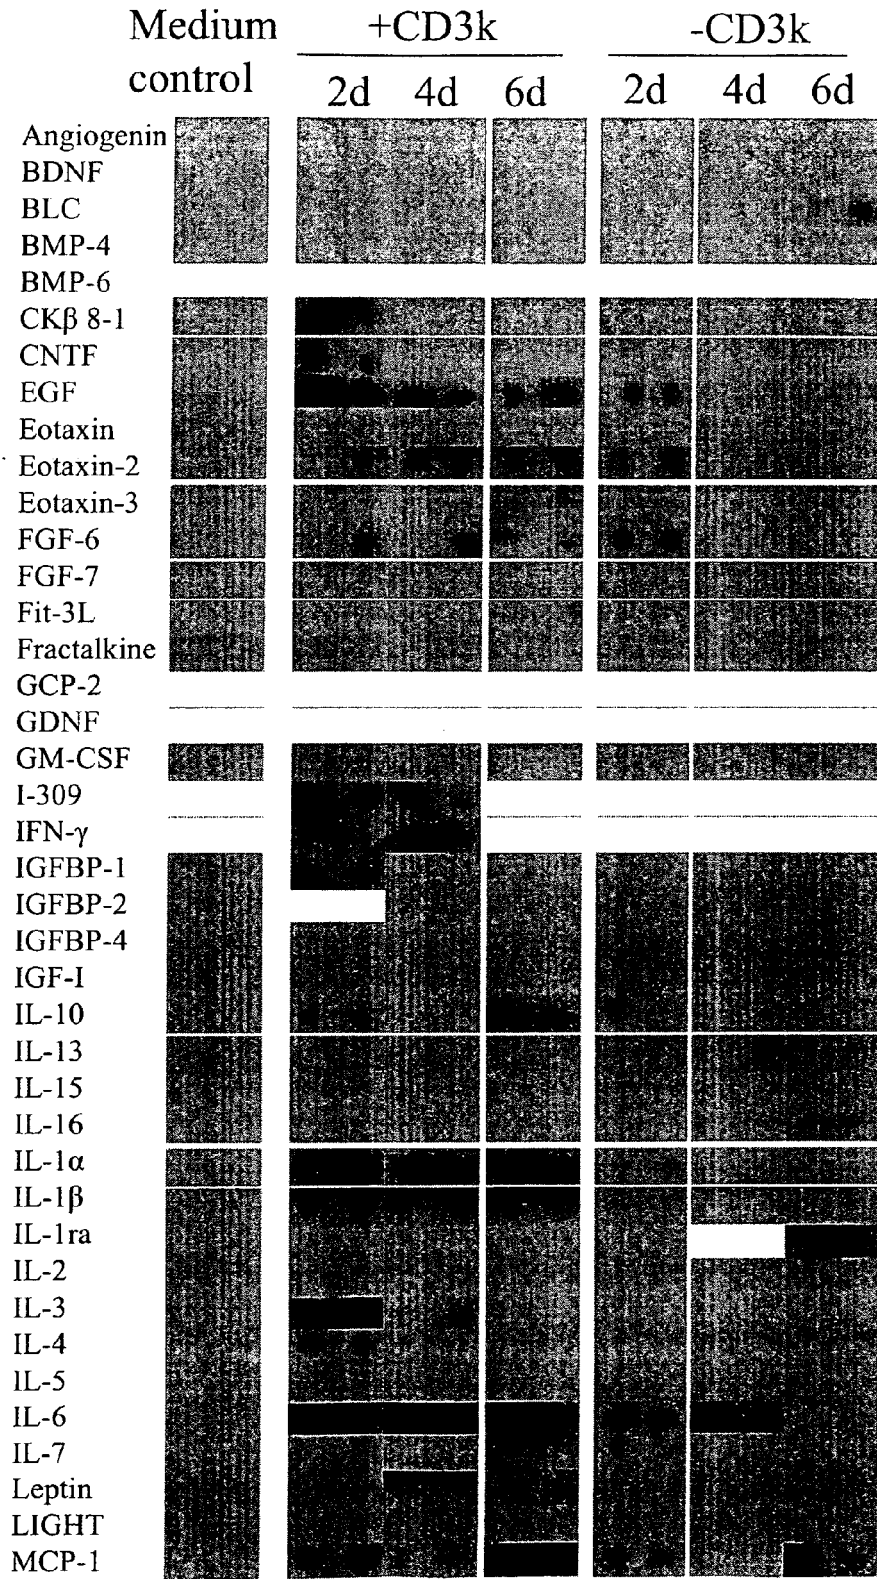 Medium +CD3k -CD3k
control 2d 4d 6d 2d 4d 6d
Angiogenin
BDNF
BLC
BMP-4
BMP-6
CKβ 8-1
CNTF
EGF
Eotaxin
Eotaxin-2
Eotaxin-3
FGF-6
FGF-7
Fit-3L
Fractalkine
GCP-2
GDNF
GM-CSF
I-309
IFN-γ
IGFBP-1
IGFBP-2
IGFBP-4
IGF-I
IL-10
IL-13
IL-15
IL-16
IL-1α
IL-1β
IL-1ra
IL-2
IL-3
IL-4
IL-5
IL-6
IL-7
Leptin
LIGHT
MCP-1